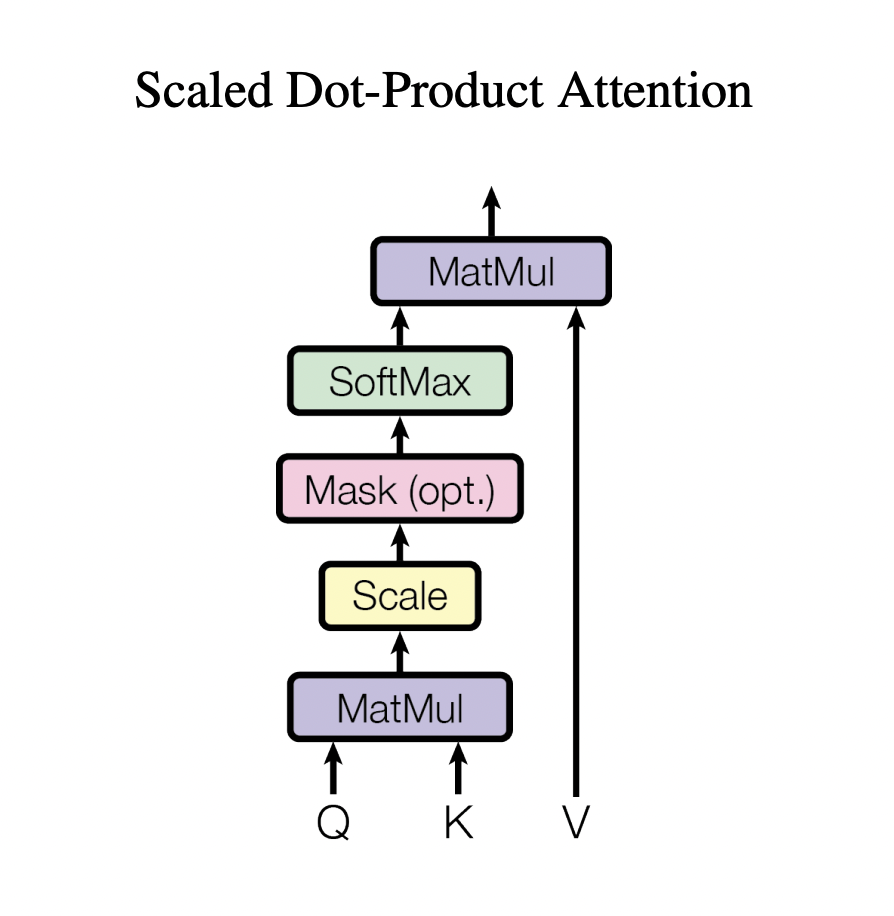 Scaled Dot-Product Attention
MatMul
SoftMax
Mask (opt.)
Scale
MatMul
Q K V